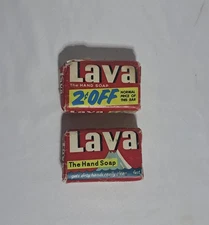 Lava
The HAND SOAP
2¢ OFF
NORMAL
PRICE OF
THIS BAR
Lava
The Hand Soap